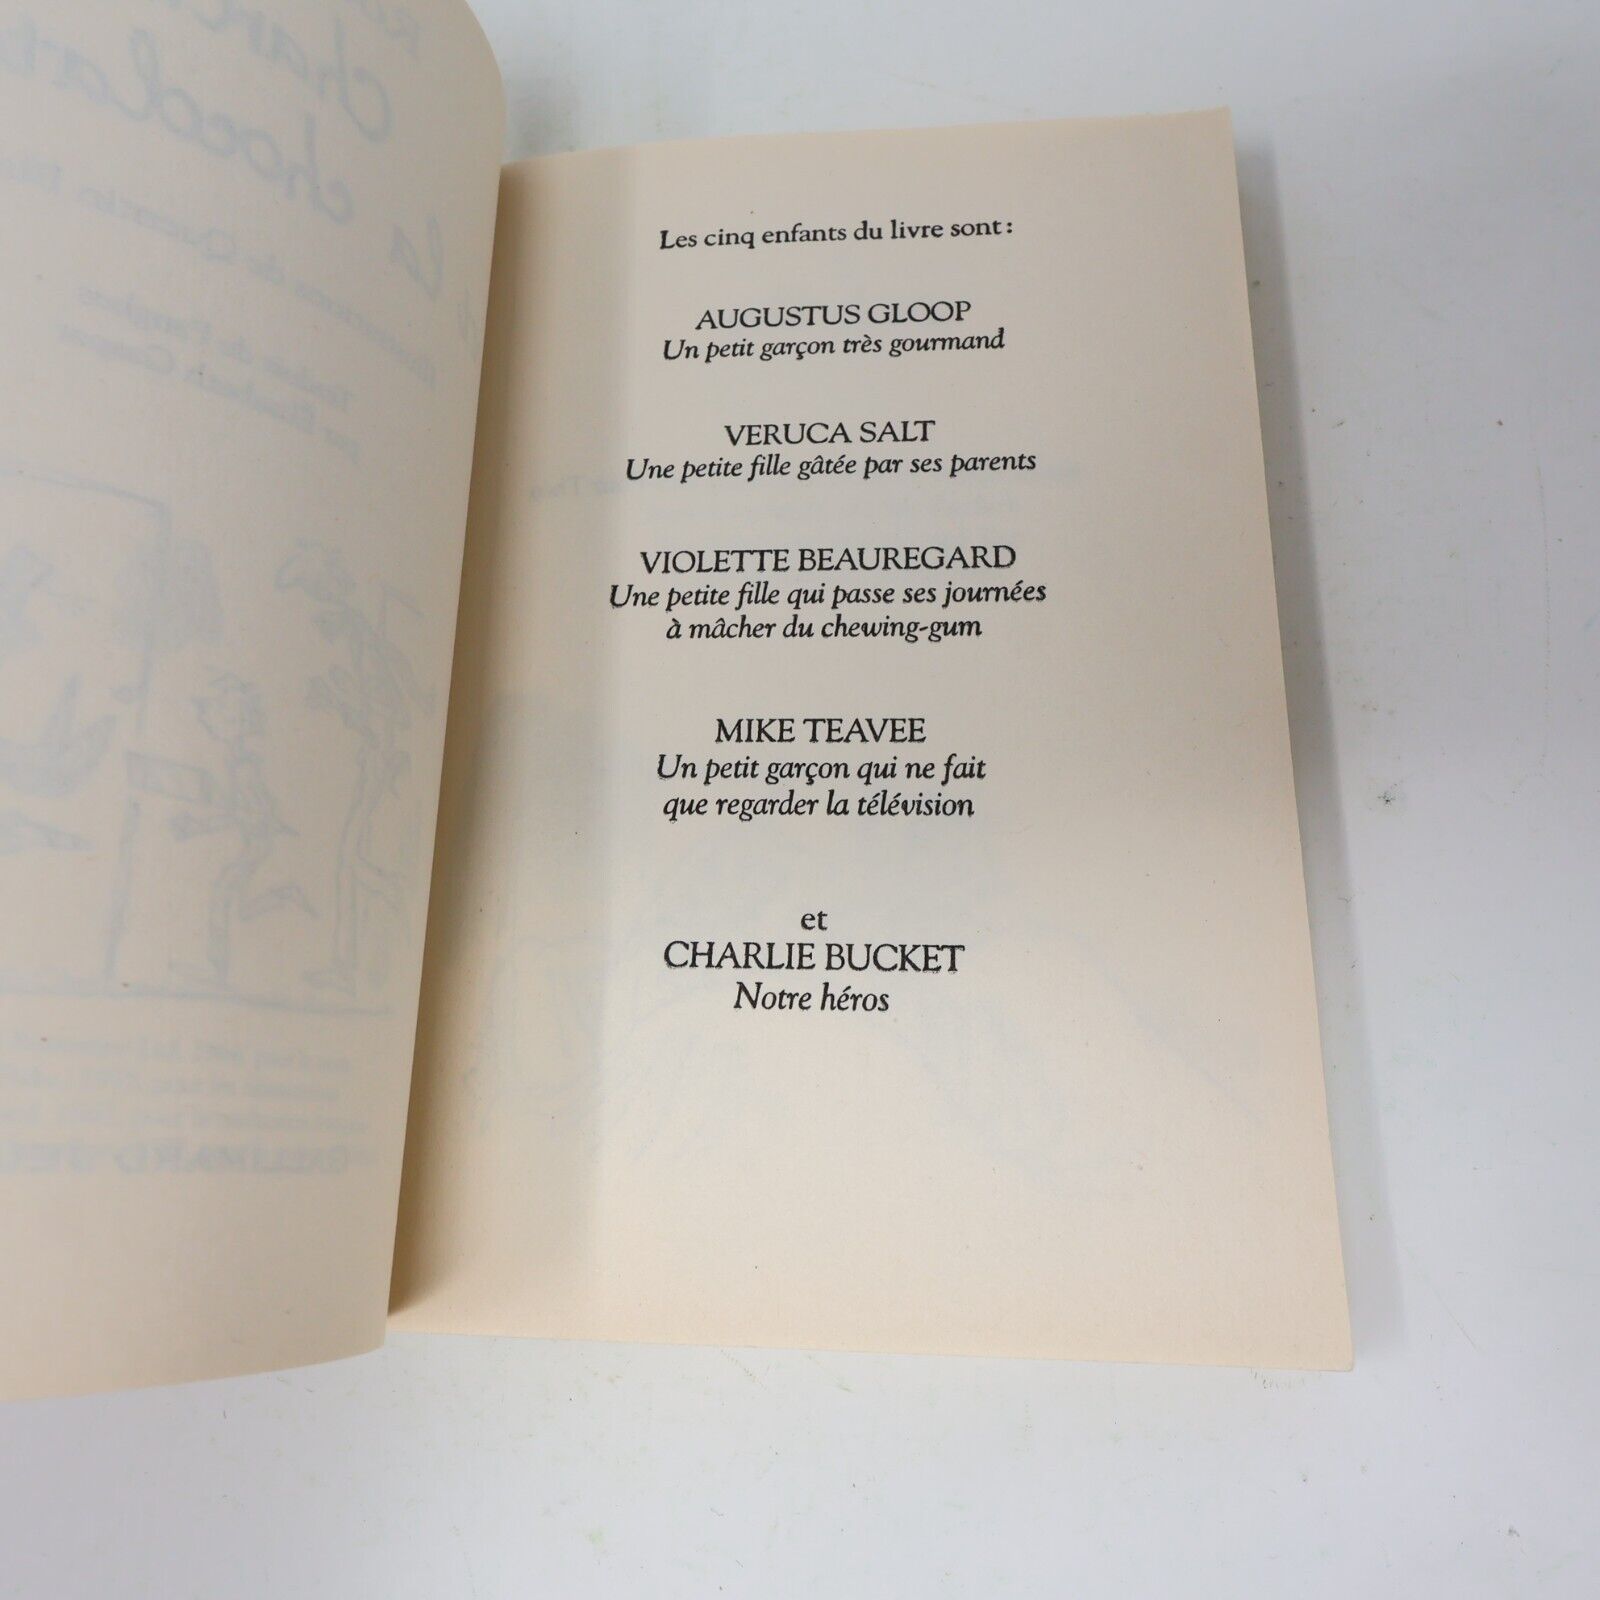 Les cinq enfants du livre sont :
AUGUSTUS GLOOP
Un petit garçon très gourmand
VERUCA SALT
Une petite fille gâtée par ses parents
VIOLETTE BEAUREGARD
Une petite fille qui passe ses journées
à mâcher du chewing-gum
MIKE TEAVEE
Un petit garçon qui ne fait
que regarder la télévision
et
CHARLIE BUCKET
Notre héros